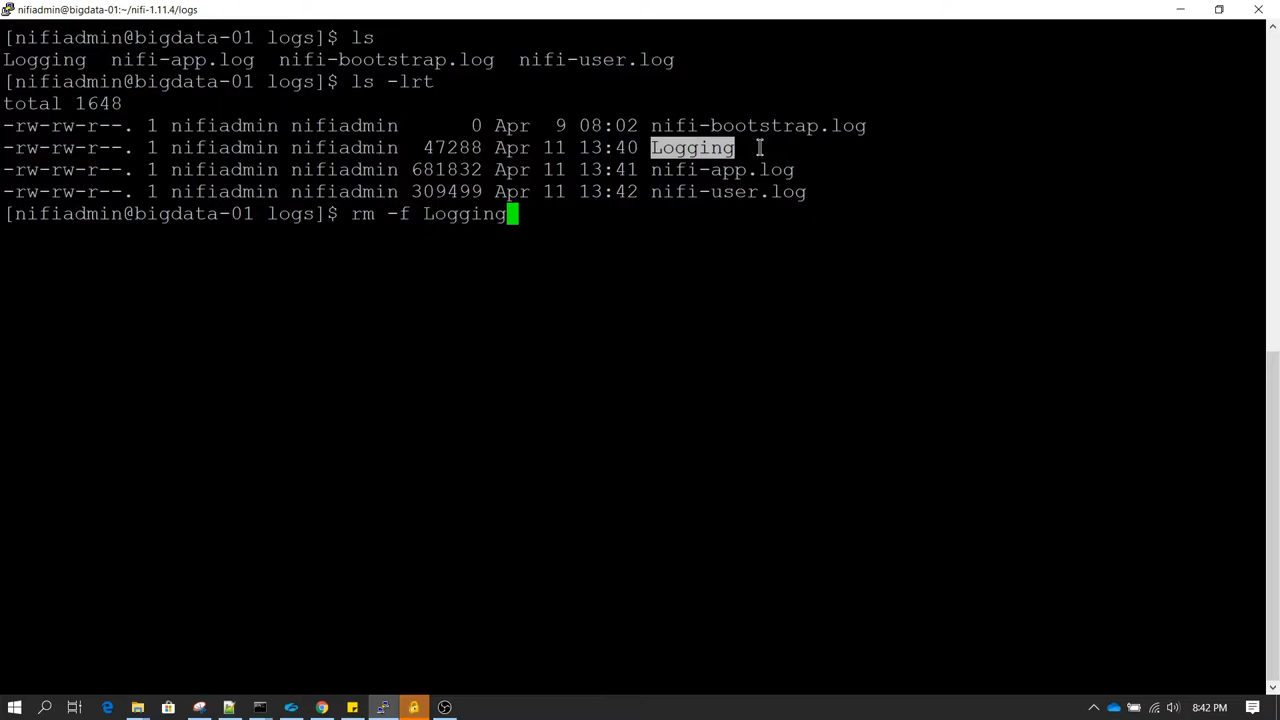 nifiadmin@bigdata-01:~/nifi-1.11.4/logs
[nifiadmin@bigdata-01 logs]$ ls
Logging  nifi-app.log  nifi-bootstrap.log  nifi-user.log
[nifiadmin@bigdata-01 logs]$ ls -lrt
total 1648
-rw-rw-r--. 1 nifiadmin nifiadmin      0 Apr  9 08:02 nifi-bootstrap.log
-rw-rw-r--. 1 nifiadmin nifiadmin  47288 Apr 11 13:40 Logging
-rw-rw-r--. 1 nifiadmin nifiadmin 681832 Apr 11 13:41 nifi-app.log
-rw-rw-r--. 1 nifiadmin nifiadmin 309499 Apr 11 13:42 nifi-user.log
[nifiadmin@bigdata-01 logs]$ rm -f Logging
8:42 PM